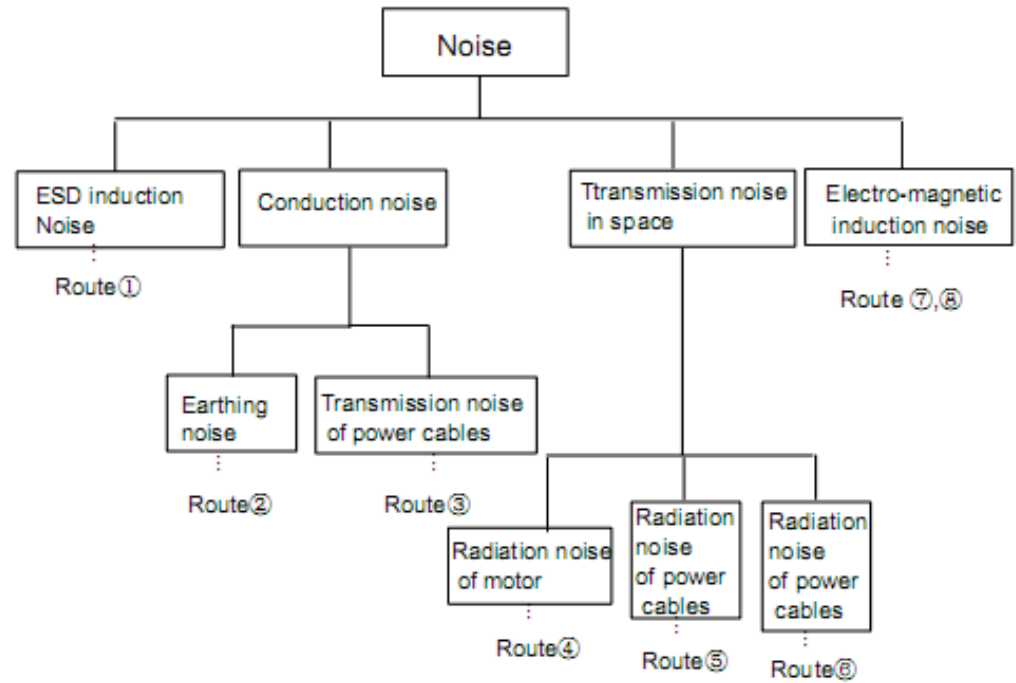 Noise
ESD induction
Noise
Route①
Conduction noise
Ttransmission noise
in space
Electro-magnetic
induction noise
Route ⑦,⑧
Earthing
noise
Route②
Transmission noise
of power cables
Route③
Radiation noise
of motor
Route④
Radiation
noise
of power
cables
Route⑤
Radiation
noise
of power
cables
Route⑥